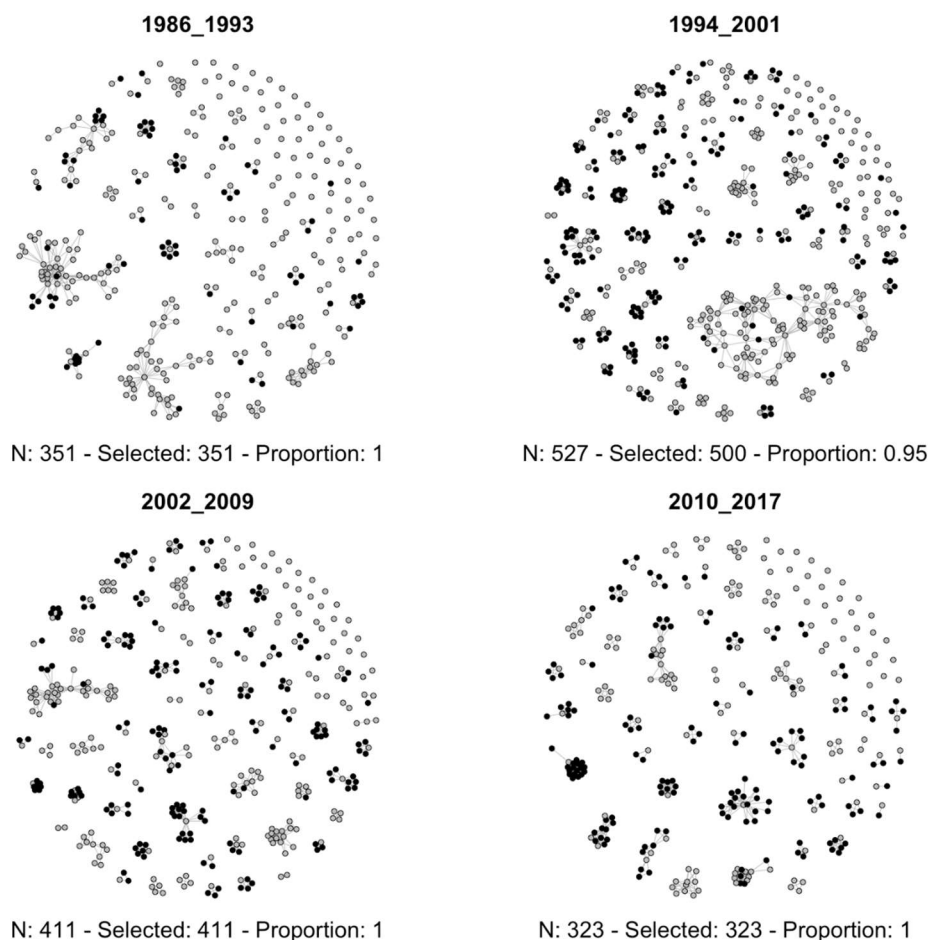 1986_1993
1994_2001
N: 351 - Selected: 351 - Proportion: 1
N: 527 - Selected: 500 - Proportion: 0.95
2002_2009
2010_2017
N: 411 - Selected: 411 - Proportion: 1
N: 323 - Selected: 323 - Proportion: 1